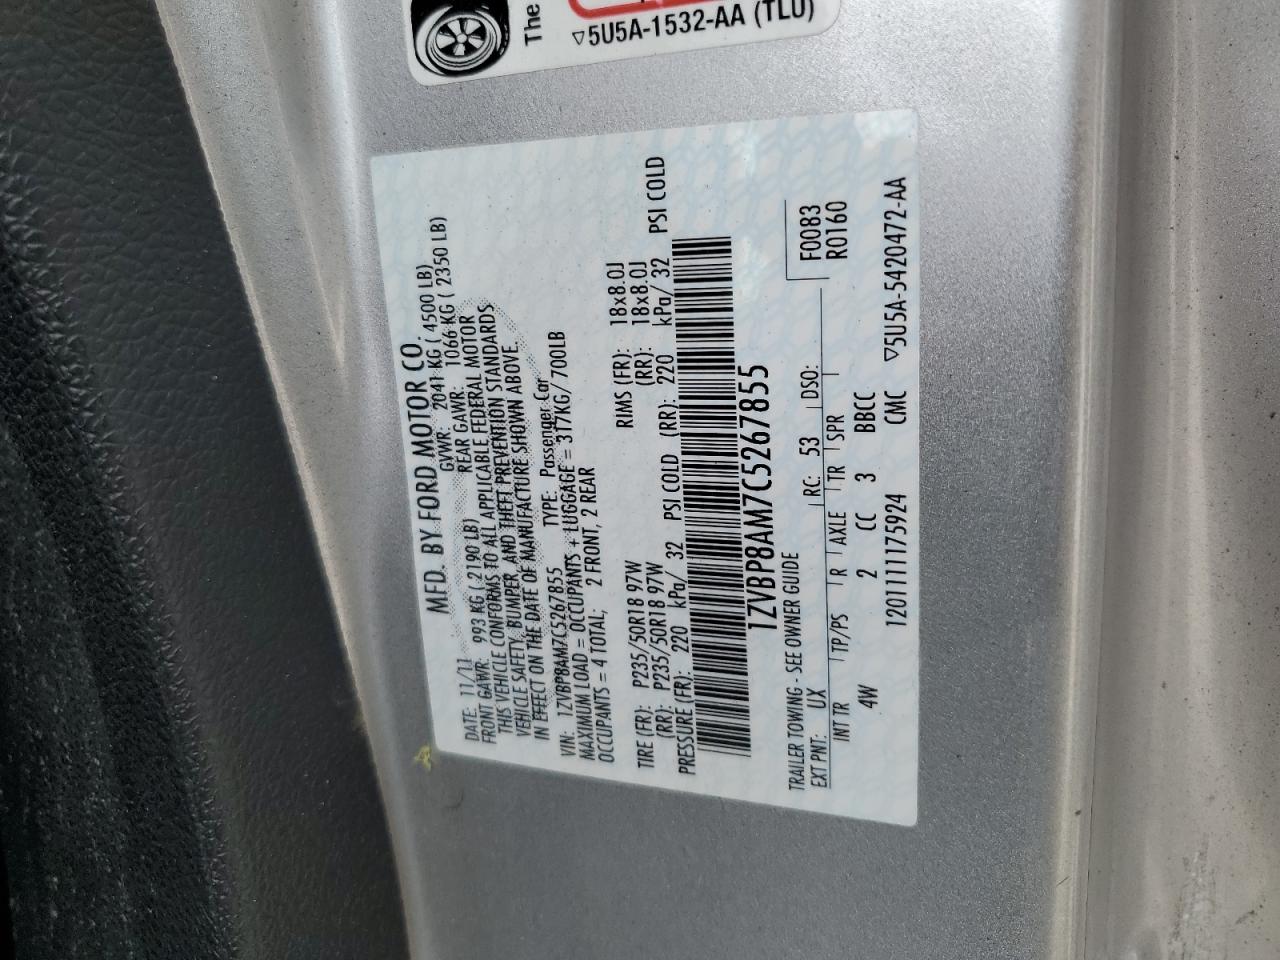 The
▽5U5A-1532-AA (TLU)
MFD. BY FORD MOTOR CO.
DATE: 11/11 GVWR: 2041 KG ( 4500 LB)
FRONT GAWR: 993 KG ( 2190 LB) REAR GAWR: 1066 KG ( 2350 LB)
THIS VEHICLE CONFORMS TO ALL APPLICABLE FEDERAL MOTOR
VEHICLE SAFETY, BUMPER, AND THEFT PREVENTION STANDARDS
IN EFFECT ON THE DATE OF MANUFACTURE SHOWN ABOVE.
VIN: 1ZVBP8AM7C5267855 TYPE: Passenger Car
MAXIMUM LOAD = OCCUPANTS + LUGGAGE = 317KG/ 700LB
OCCUPANTS = 4 TOTAL; 2 FRONT, 2 REAR
TIRE (FR): P235/50R18 97W RIMS (FR): 18x8.0J
(RR): P235/50R18 97W (RR): 18x8.0J
PRESSURE (FR): 220 kPa/ 32 PSI COLD (RR): 220 kPa/ 32 PSI COLD
1ZVBP8AM7C5267855
TRAILER TOWING - SEE OWNER GUIDE
EXT PNT: UX RC: 53 DSO: F0083
R0160
INT TR TP/PS R AXLE TR SPR
4W 2 CC 3 BBCC
1201111175924 CMC ▽5U5A-5420472-AA